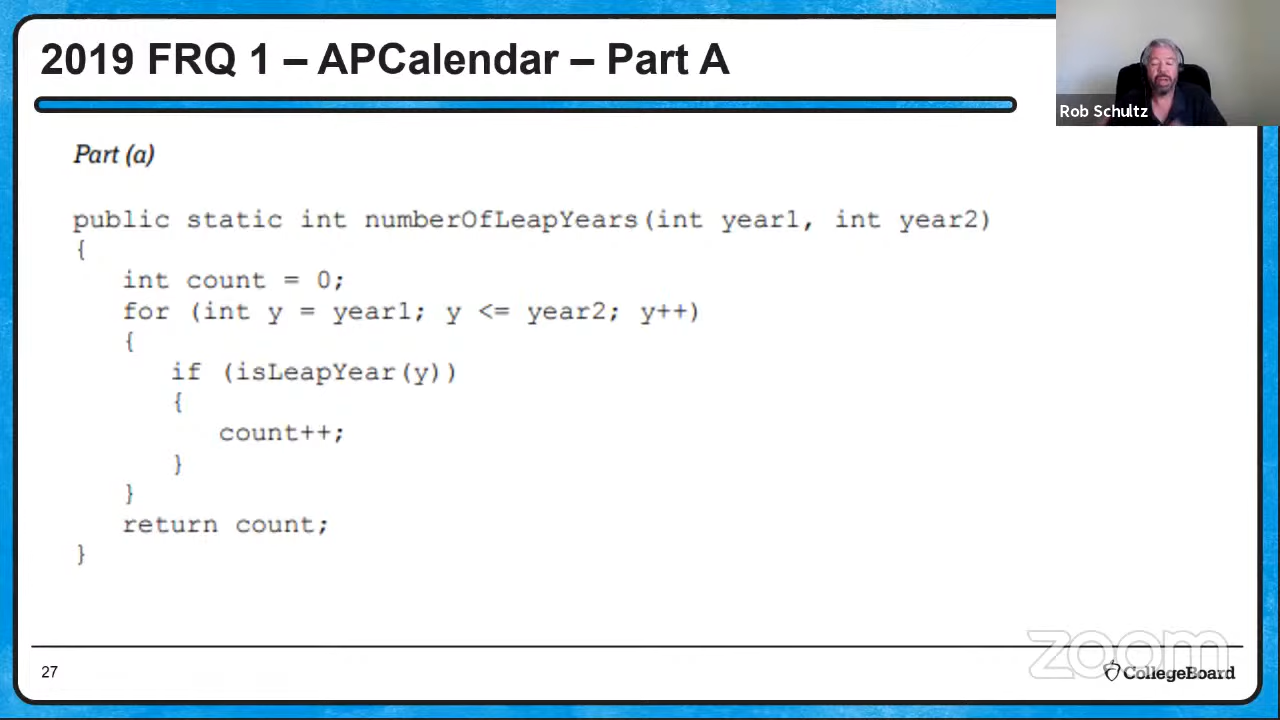 2019 FRQ 1 – APCalendar – Part A
Rob Schultz
Part (a)
public static int numberOfLeapYears(int year1, int year2)
{
   int count = 0;
   for (int y = year1; y <= year2; y++)
   {
      if (isLeapYear(y))
      {
         count++;
      }
   }
   return count;
}
zoom
27
CollegeBoard